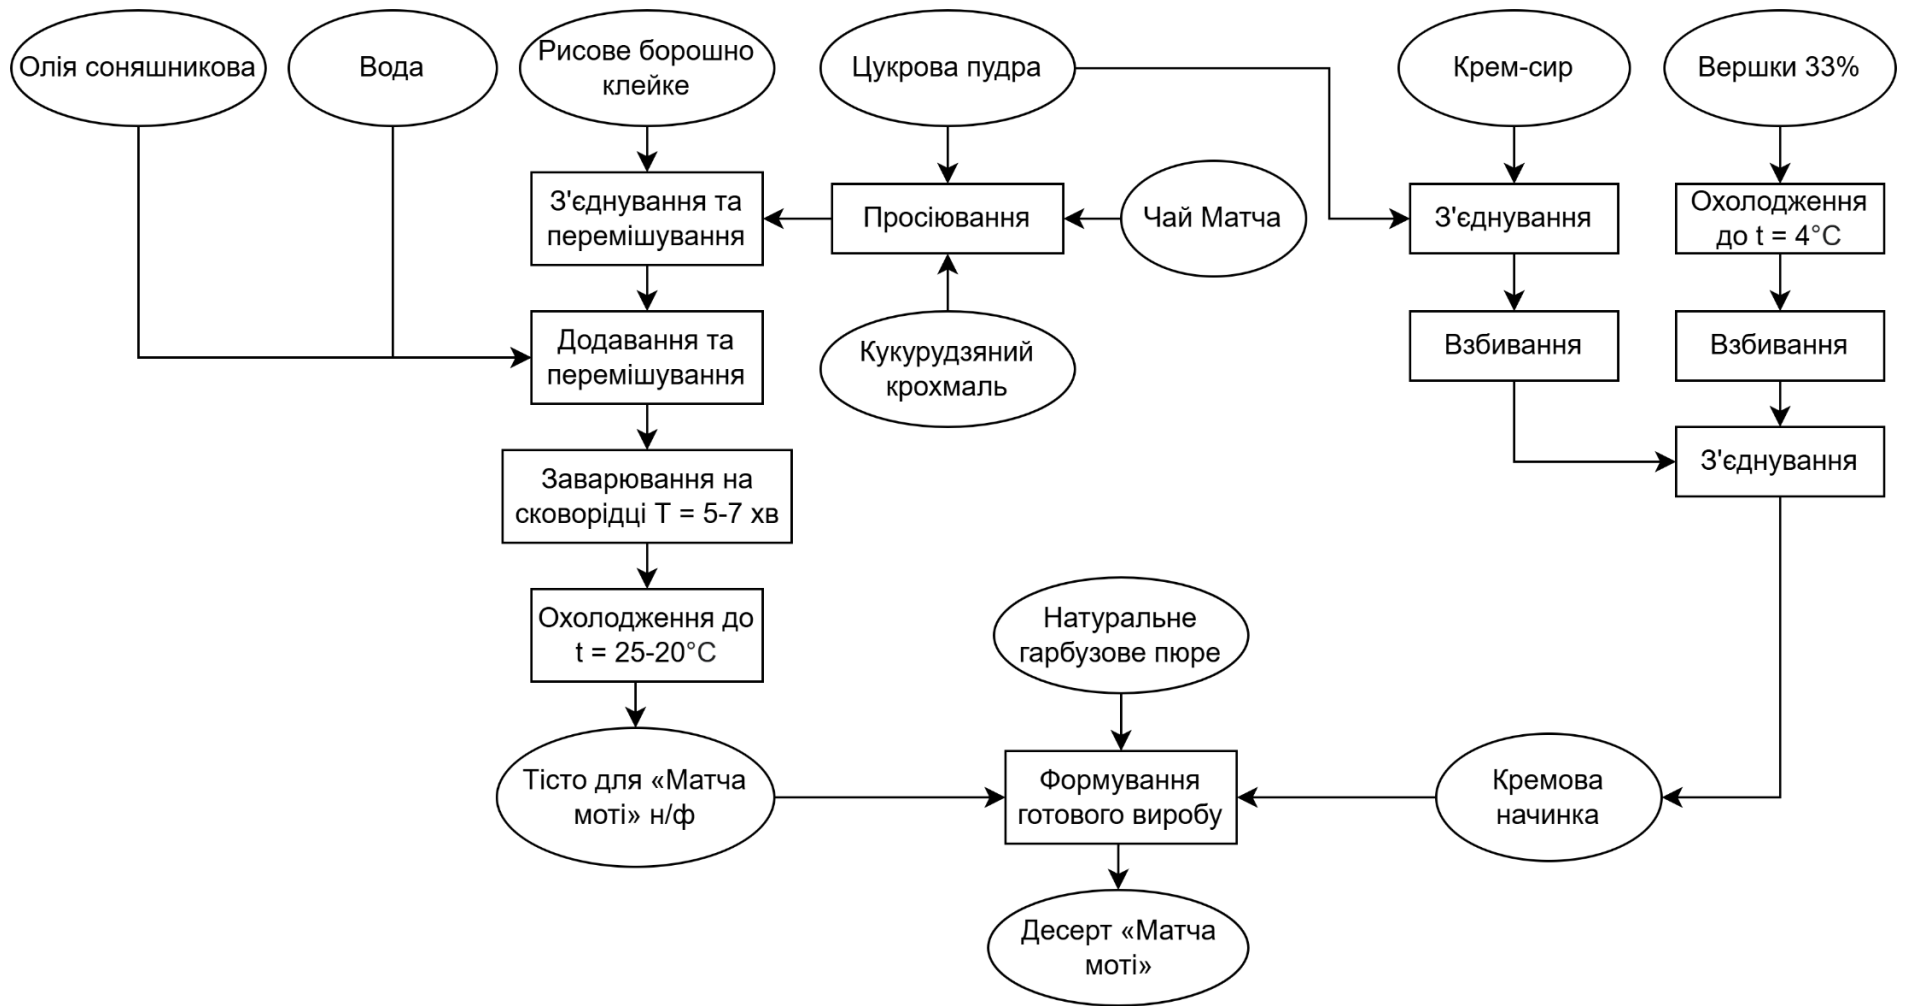 Олія соняшникова
Вода
Рисове борошно
клейке
Цукрова пудра
Крем-сир
Вершки 33%
З'єднування та
перемішування
Просіювання
Чай Матча
З'єднування
Охолодження
до t = 4°C
Додавання та
перемішування
Кукурудзяний
крохмаль
Взбивання
Взбивання
Заварювання на
сковорідці Т = 5-7 хв
З'єднування
Охолодження до
t = 25-20°C
Натуральне
гарбузове пюре
Тісто для «Матча
моті» н/ф
Формування
готового виробу
Кремова
начинка
Десерт «Матча
моті»